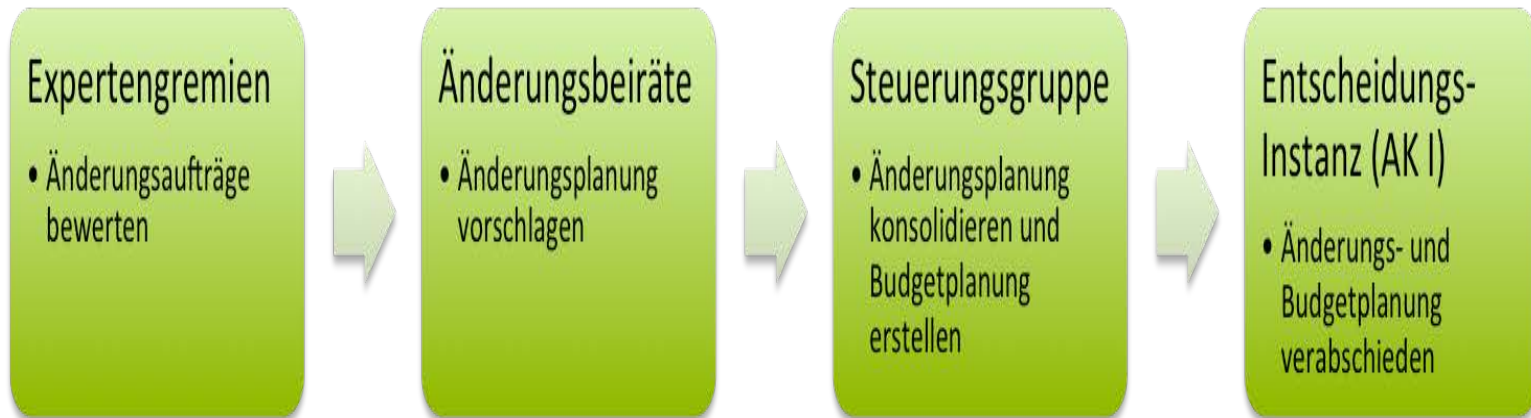 Expertengremien
• Änderungsaufträge
bewerten
Änderungsbeiräte
• Änderungsplanung
vorschlagen
Steuerungsgruppe
• Änderungsplanung
konsolidieren und
Budgetplanung
erstellen
Entscheidungs-
Instanz (AK I)
• Änderungs- und
Budgetplanung
verabschieden